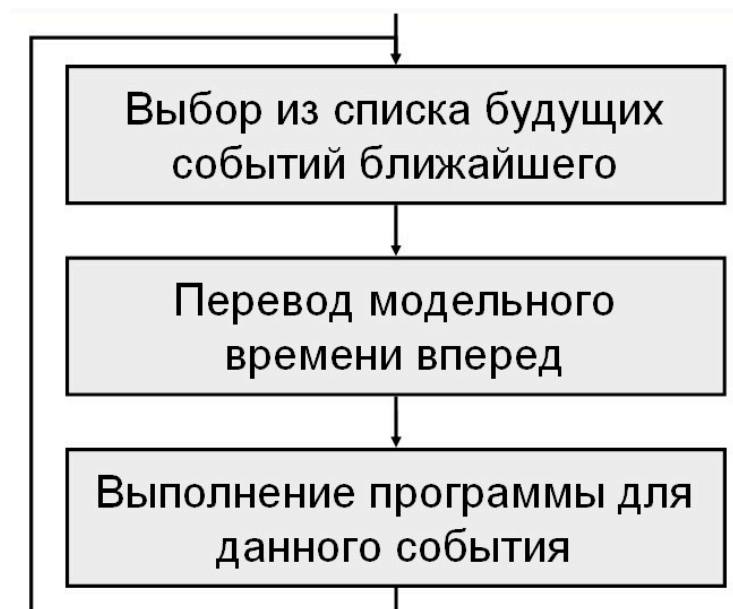 Выбор из списка будущих
событий ближайшего
Перевод модельного
времени вперед
Выполнение программы для
данного события